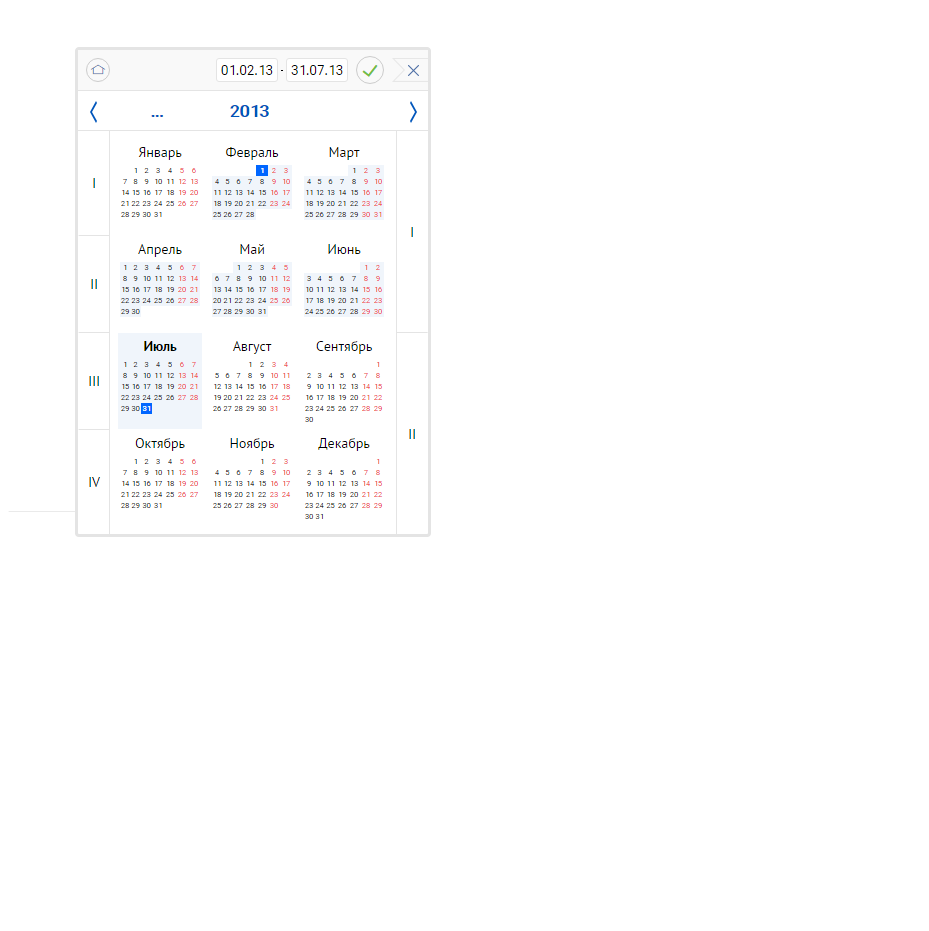 01.02.13 - 31.07.13
... 2013
I
II
III
IV
Январь
1 2 3 4 5 6
7 8 9 10 11 12 13
14 15 16 17 18 19 20
21 22 23 24 25 26 27
28 29 30 31
Февраль
1 2 3
4 5 6 7 8 9 10
11 12 13 14 15 16 17
18 19 20 21 22 23 24
25 26 27 28
Март
1 2 3
4 5 6 7 8 9 10
11 12 13 14 15 16 17
18 19 20 21 22 23 24
25 26 27 28 29 30 31
Апрель
1 2 3 4 5 6 7
8 9 10 11 12 13 14
15 16 17 18 19 20 21
22 23 24 25 26 27 28
29 30
Май
1 2 3 4 5
6 7 8 9 10 11 12
13 14 15 16 17 18 19
20 21 22 23 24 25 26
27 28 29 30 31
Июнь
1 2
3 4 5 6 7 8 9
10 11 12 13 14 15 16
17 18 19 20 21 22 23
24 25 26 27 28 29 30
Июль
1 2 3 4 5 6 7
8 9 10 11 12 13 14
15 16 17 18 19 20 21
22 23 24 25 26 27 28
29 30 31
Август
1 2 3 4
5 6 7 8 9 10 11
12 13 14 15 16 17 18
19 20 21 22 23 24 25
26 27 28 29 30 31
Сентябрь
1
2 3 4 5 6 7 8
9 10 11 12 13 14 15
16 17 18 19 20 21 22
23 24 25 26 27 28 29
30
Октябрь
1 2 3 4 5 6
7 8 9 10 11 12 13
14 15 16 17 18 19 20
21 22 23 24 25 26 27
28 29 30 31
Ноябрь
1 2 3
4 5 6 7 8 9 10
11 12 13 14 15 16 17
18 19 20 21 22 23 24
25 26 27 28 29 30
Декабрь
1
2 3 4 5 6 7 8
9 10 11 12 13 14 15
16 17 18 19 20 21 22
23 24 25 26 27 28 29
30 31
I
II